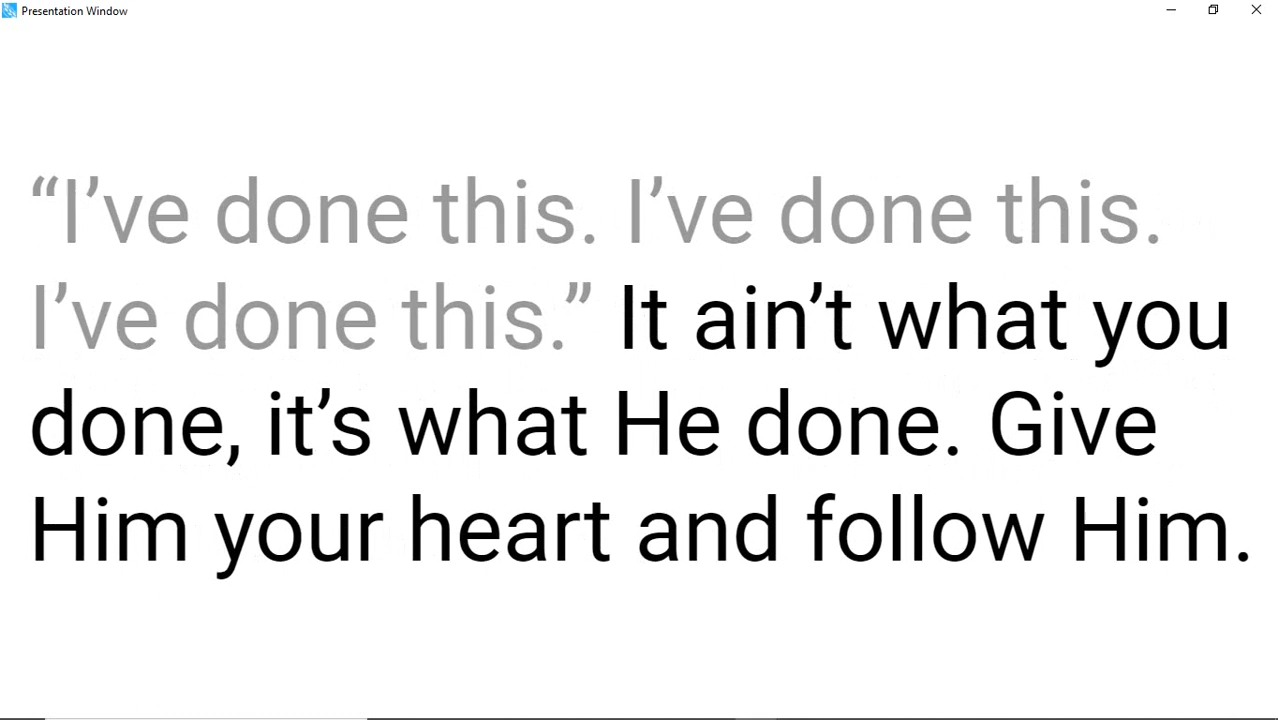 Presentation Window
“I’ve done this. I’ve done this.
I’ve done this.” It ain’t what you
done, it’s what He done. Give
Him your heart and follow Him.